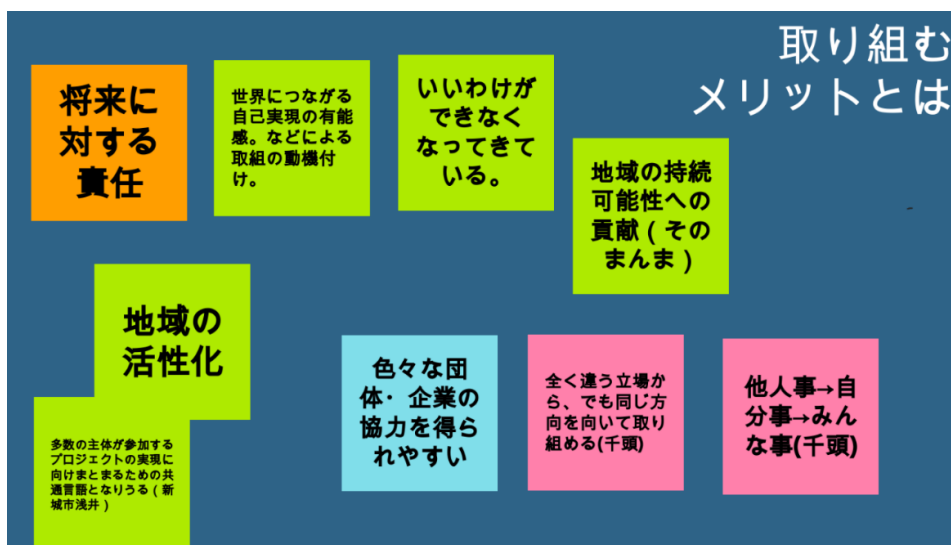 取り組む
メリットとは
将来に
対する
責任
世界につながる
自己実現の有能
感。などによる
取組の動機付
け。
いいわけが
できなく
なってきて
いる。
地域の持続
可能性への
貢献(その
まんま)
地域の
活性化
多数の主体が参加する
プロジェクトの実現に
向けまとまるための共
通言語となりうる(新
城市浅井)
色々な団
体・企業の
協力を得ら
れやすい
全く違う立場か
ら、でも同じ方
向を向いて取り
組める(千頭)
他人事→自
分事→みん
な事(千頭)